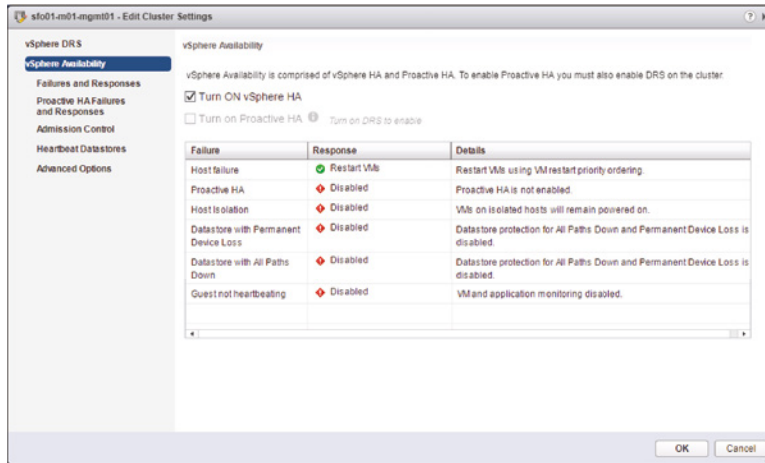 sfo01-m01-mgmt01 - Edit Cluster Settings
?
vSphere DRS
vSphere Availability
Failures and Responses
Proactive HA Failures
and Responses
Admission Control
Heartbeat Datastores
Advanced Options
vSphere Availability
vSphere Availability is comprised of vSphere HA and Proactive HA. To enable Proactive HA you must also enable DRS on the cluster.
Turn ON vSphere HA
Turn on Proactive HA Turn on DRS to enable
Failure Response Details
Host failure Restart VMs Restart VMs using VM restart priority ordering.
Proactive HA Disabled Proactive HA is not enabled.
Host Isolation Disabled VMs on isolated hosts will remain powered on.
Datastore with Permanent Disabled Datastore protection for All Paths Down and Permanent Device Loss is
Device Loss disabled.
Datastore with All Paths Disabled Datastore protection for All Paths Down and Permanent Device Loss is
Down disabled.
Guest not heartbeating Disabled VM and application monitoring disabled.
OK Cancel